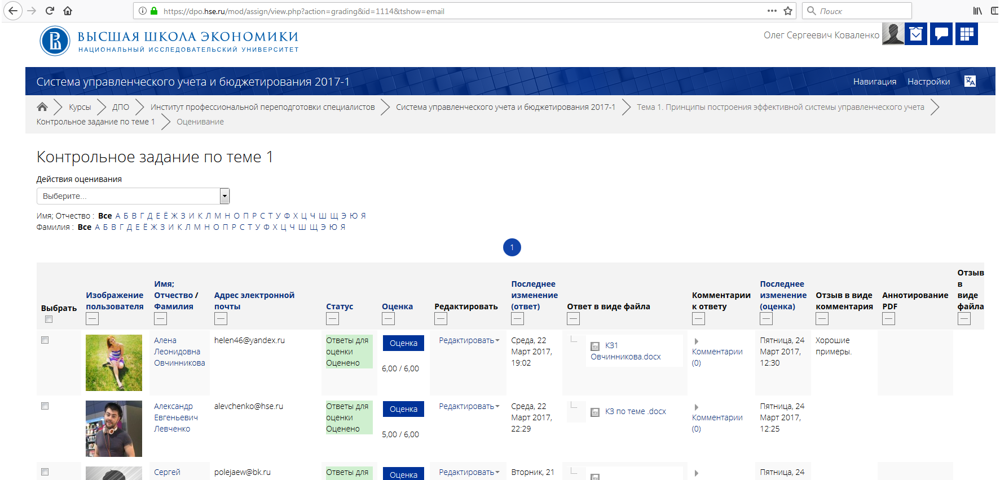 https://dpo.hse.ru/mod/assign/view.php?action=grading&id=1114&tshow=email
Поиск
ВЫСШАЯ ШКОЛА ЭКОНОМИКИ
НАЦИОНАЛЬНЫЙ ИССЛЕДОВАТЕЛЬСКИЙ УНИВЕРСИТЕТ
Олег Сергеевич Коваленко
Система управленческого учета и бюджетирования 2017-1
Навигация Настройки
Курсы ДПО Институт профессиональной переподготовки специалистов Система управленческого учета и бюджетирования 2017-1 Тема 1. Принципы построения эффективной системы управленческого учета
Контрольное задание по теме 1 Оценивание
Контрольное задание по теме 1
Действия оценивания
Выберите...
Имя; Отчество : Все А Б В Г Д Е Ё Ж З И К Л М Н О П Р С Т У Ф Х Ц Ч Ш Щ Э Ю Я
Фамилия : Все А Б В Г Д Е Ё Ж З И К Л М Н О П Р С Т У Ф Х Ц Ч Ш Щ Э Ю Я
1
Выбрать
Изображение
пользователя
Имя;
Отчество /
Фамилия
Адрес электронной
почты
Статус
Оценка
Редактировать
Последнее
изменение
(ответ)
Ответ в виде файла
Комментарии
к ответу
Последнее
изменение
(оценка)
Отзыв в виде
комментария
Аннотирование
PDF
Отзыв
в
виде
файла
Алена
Леонидовна
Овчинникова
helen46@yandex.ru
Ответы для
оценки
Оценено
Оценка
6,00 / 6,00
Редактировать
Среда, 22
Март 2017,
19:02
К31
Овчинникова.docx
Комментарии
(0)
Пятница, 24
Март 2017,
12:30
Хорошие
примеры.
Александр
Евгеньевич
Левченко
alevchenko@hse.ru
Ответы для
оценки
Оценено
Оценка
5,00 / 6,00
Редактировать
Среда, 22
Март 2017,
22:29
КЗ по теме .docx
Комментарии
(0)
Пятница, 24
Март 2017,
12:25
Сергей
polejaew@bk.ru
Ответы для
Оценка
Редактировать
Вторник, 21
Пятница, 24